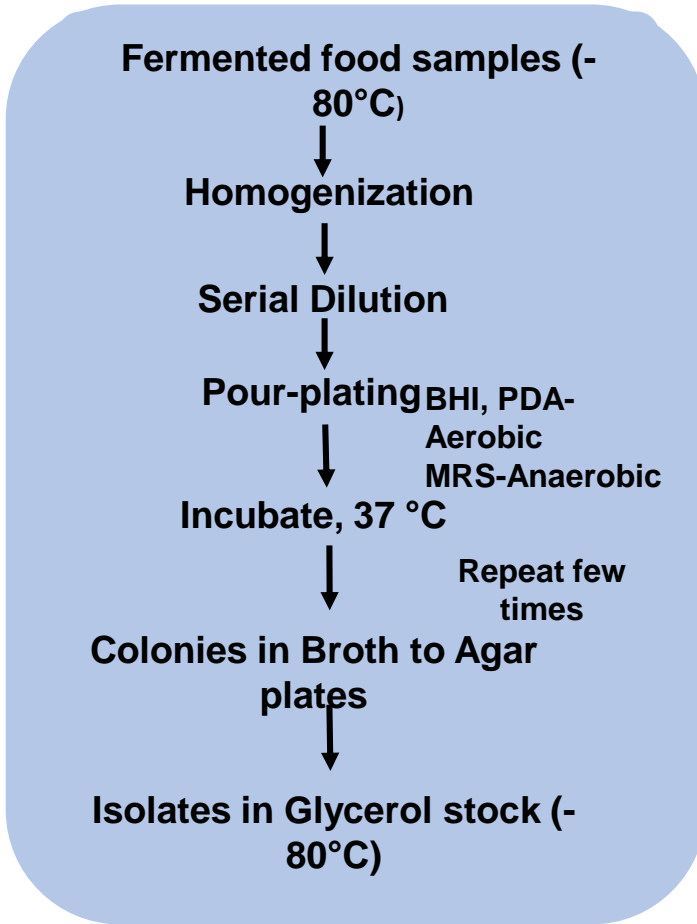 Fermented food samples (-
80°C)
Homogenization
Serial Dilution
Pour-plating
BHI, PDA-
Aerobic
MRS-Anaerobic
Incubate, 37 °C
Repeat few
times
Colonies in Broth to Agar
plates
Isolates in Glycerol stock (-
80°C)